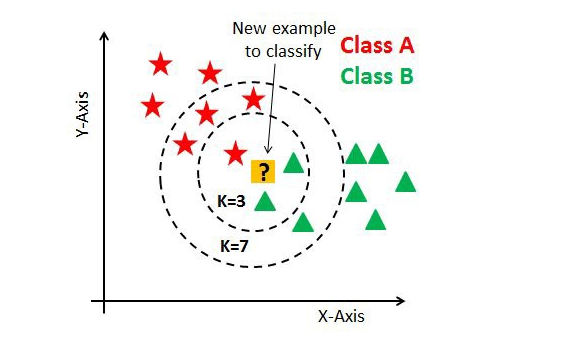 New example
to classify
Class A
Class B
Y-Axis
?
K=3
K=7
X-Axis